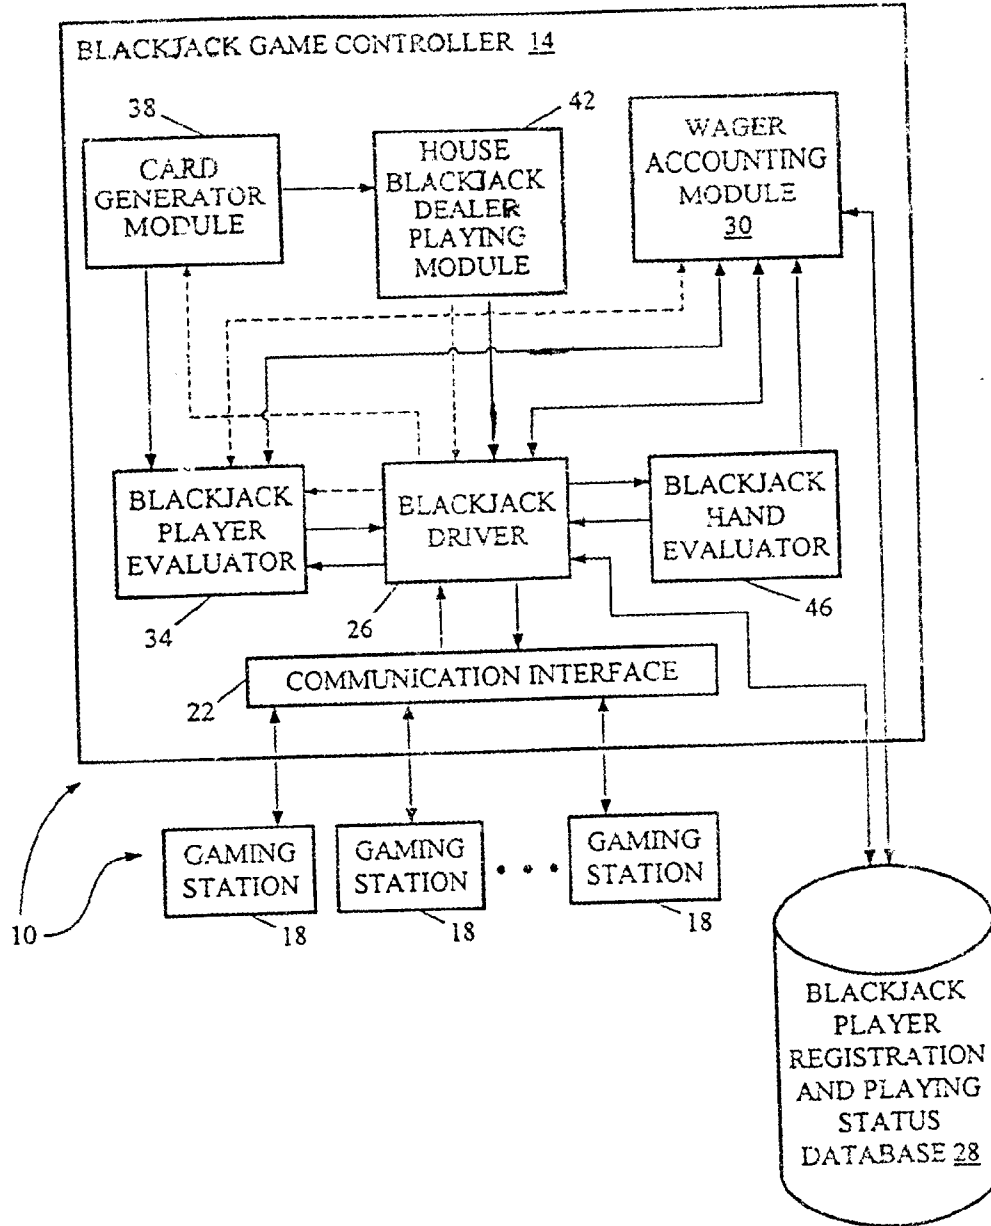 BLACKJACK GAME CONTROLLER 14
38
CARD
GENERATOR
MODULE
42
HOUSE
BLACKJACK
DEALER
PLAYING
MODULE
WAGER
ACCOUNTING
MODULE
30
BLACKJACK
PLAYER
EVALUATOR
34
BLACKJACK
DRIVER
26
BLACKJACK
HAND
EVALUATOR
46
COMMUNICATION INTERFACE
22
GAMING
STATION
18
GAMING
STATION
18
GAMING
STATION
18
10
BLACKJACK
PLAYER
REGISTRATION
AND PLAYING
STATUS
DATABASE 28